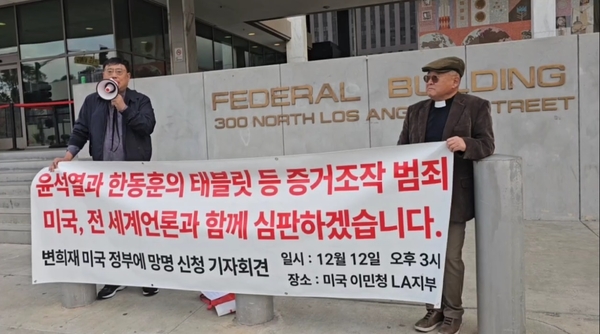 FEDERAL BUILDING
300 NORTH LOS ANG STREET
윤석열과 한동훈의 태블릿 등 증거조작 범죄
미국, 전 세계언론과 함께 심판하겠습니다.
변희재 미국 정부에 망명 신청 기자회견
일시 : 12월 12일 오후 3시
장소 : 미국 이민청 LA지부